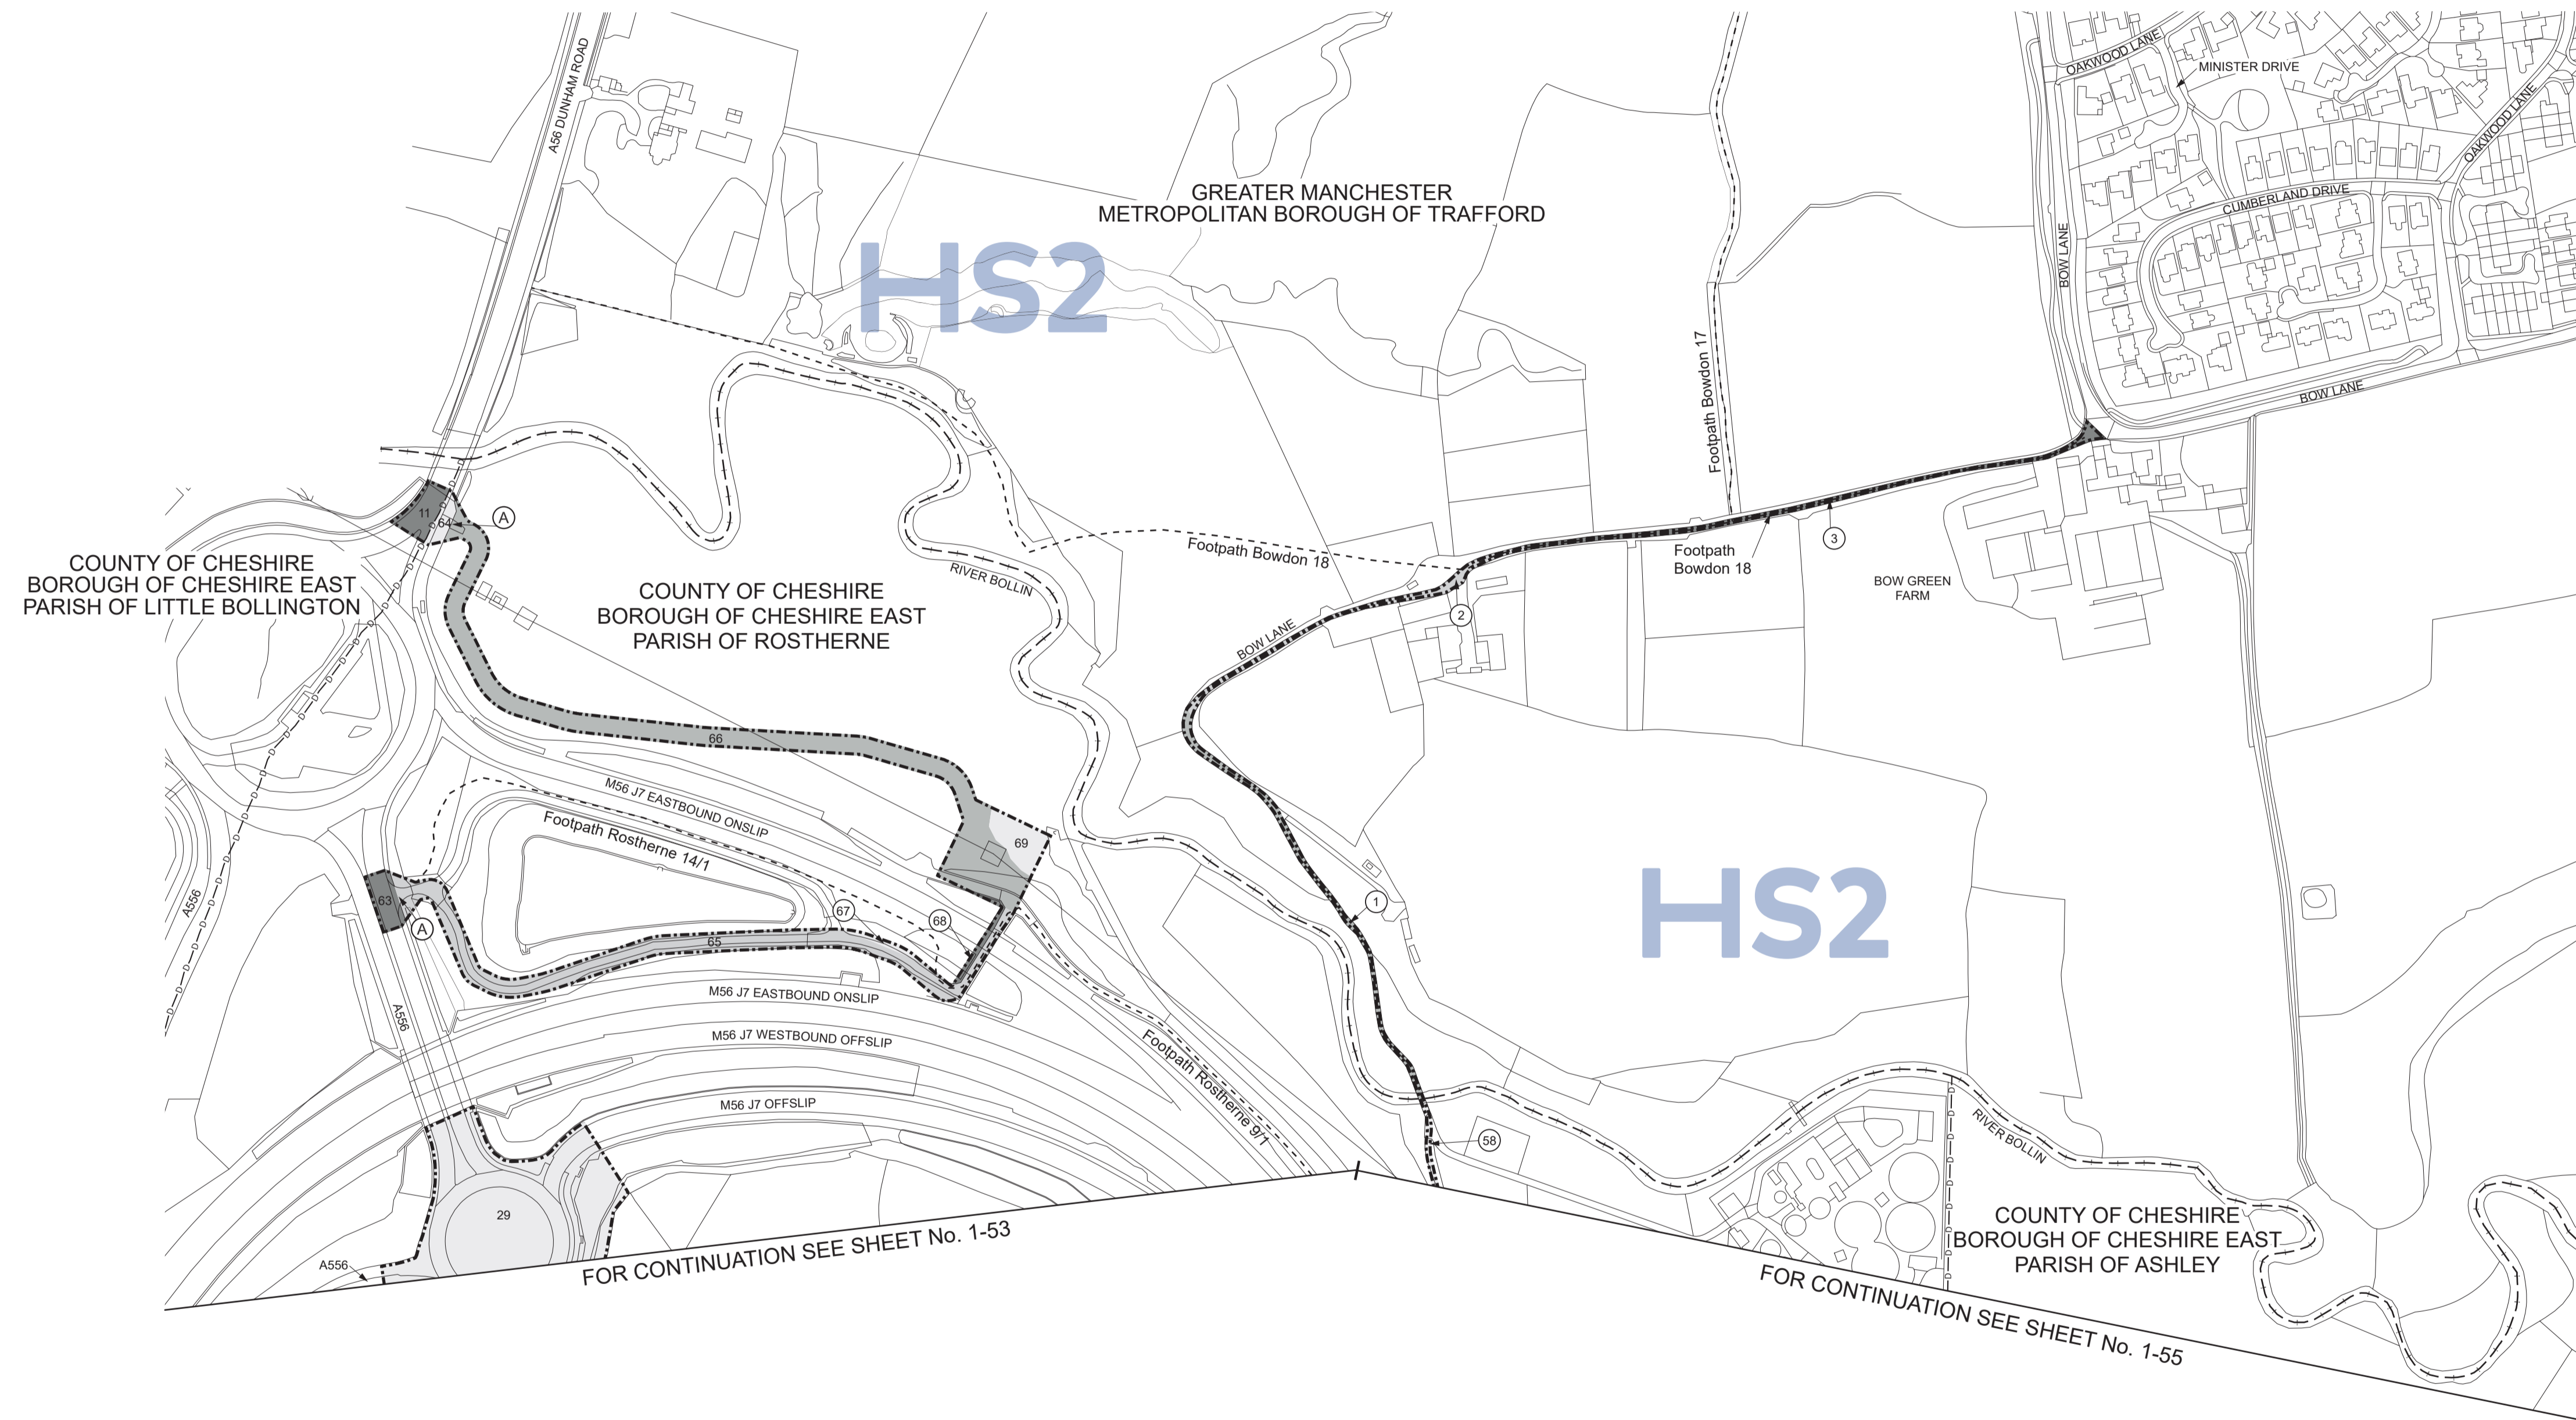 A56 DUNHAM ROAD
OAKWOOD LANE
MINISTER DRIVE
OAKWOOD LANE
CUMBERLAND DRIVE
BOW LANE
BOW LANE
GREATER MANCHESTER
METROPOLITAN BOROUGH OF TRAFFORD
HS2
Footpath Bowdon 17
11
64
A
COUNTY OF CHESHIRE
BOROUGH OF CHESHIRE EAST
PARISH OF LITTLE BOLLINGTON
COUNTY OF CHESHIRE
BOROUGH OF CHESHIRE EAST
PARISH OF ROSTHERNE
RIVER BOLLIN
Footpath Bowdon 18
3
Footpath
Bowdon 18
BOW GREEN
FARM
2
BOW LANE
66
M56 J7 EASTBOUND ONSLIP
Footpath Rostherne 14/1
69
A556
63
A
67
68
65
1
HS2
A556
M56 J7 EASTBOUND ONSLIP
M56 J7 WESTBOUND OFFSLIP
M56 J7 OFFSLIP
Footpath Rostherne 9/1
58
RIVER BOLLIN
29
A556
COUNTY OF CHESHIRE
BOROUGH OF CHESHIRE EAST
PARISH OF ASHLEY
FOR CONTINUATION SEE SHEET No. 1-53
FOR CONTINUATION SEE SHEET No. 1-55